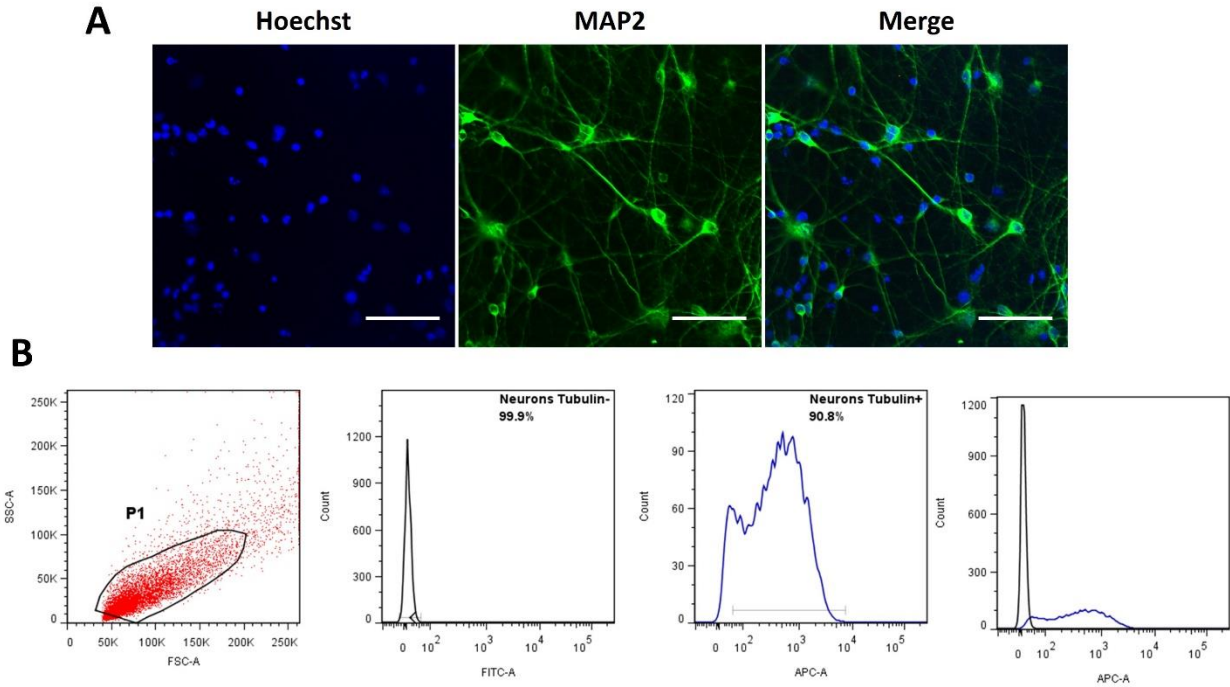 A
Hoechst
MAP2
Merge
B
250K
200K
150K
100K
50K
0
SSC-A
P1
0 50K 100K 150K 200K 250K
FSC-A
Neurons Tubulin-
99.9%
1200
900
600
300
0
Count
0 10² 10³ 10⁴ 10⁵
FITC-A
Neurons Tubulin+
90.8%
120
90
60
30
0
Count
0 10² 10³ 10⁴ 10⁵
APC-A
1200
900
600
300
0
Count
0 10² 10³ 10⁴ 10⁵
APC-A